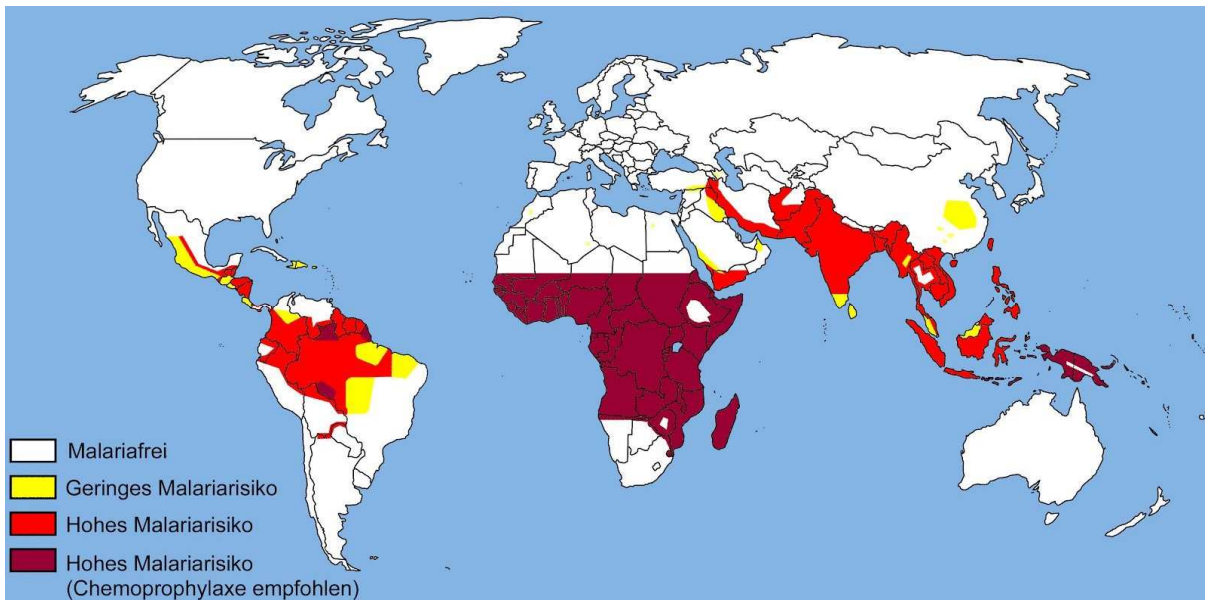 Malariafrei
Geringes Malariarisiko
Hohes Malariarisiko
Hohes Malariarisiko
(Chemoprophylaxe empfohlen)